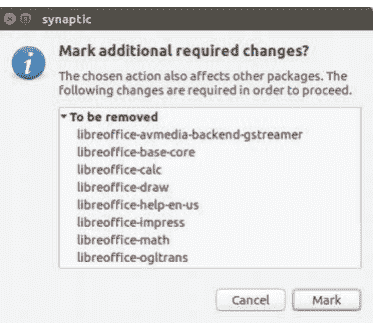 synaptic
Mark additional required changes?
The chosen action also affects other packages. The
following changes are required in order to proceed.
To be removed
libreoffice-avmedia-backend-gstreamer
libreoffice-base-core
libreoffice-calc
libreoffice-draw
libreoffice-help-en-us
libreoffice-impress
libreoffice-math
libreoffice-ogltrans
Cancel
Mark